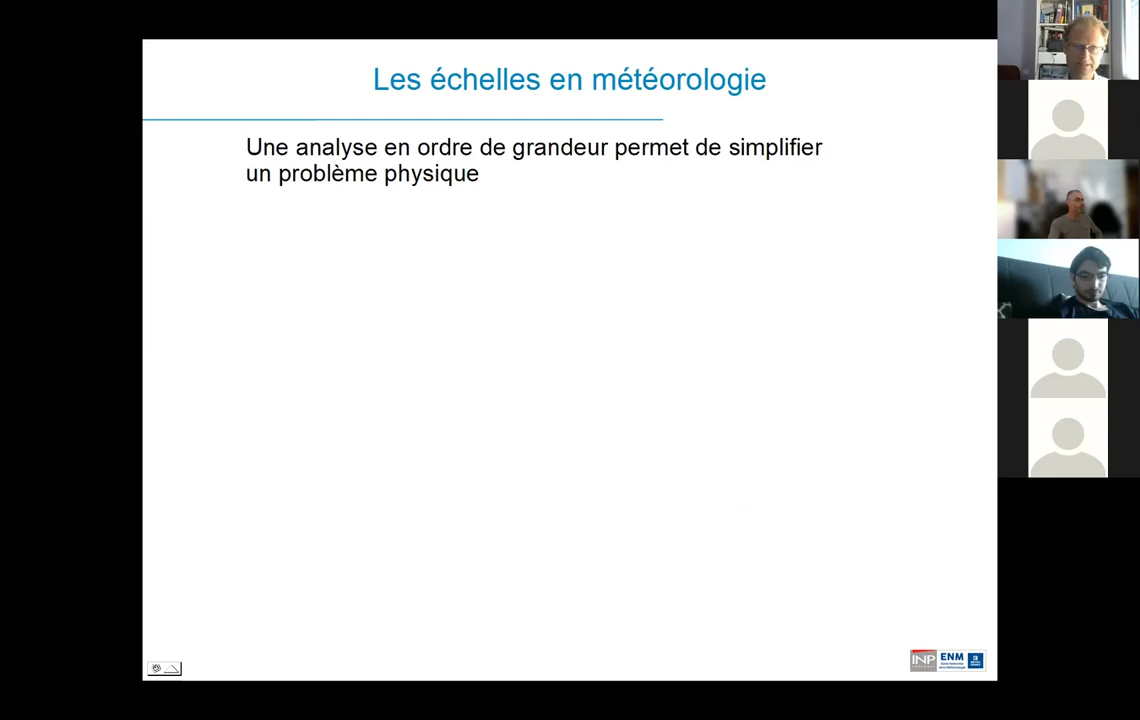 Les échelles en météorologie
Une analyse en ordre de grandeur permet de simplifier
un problème physique
INP
ENM